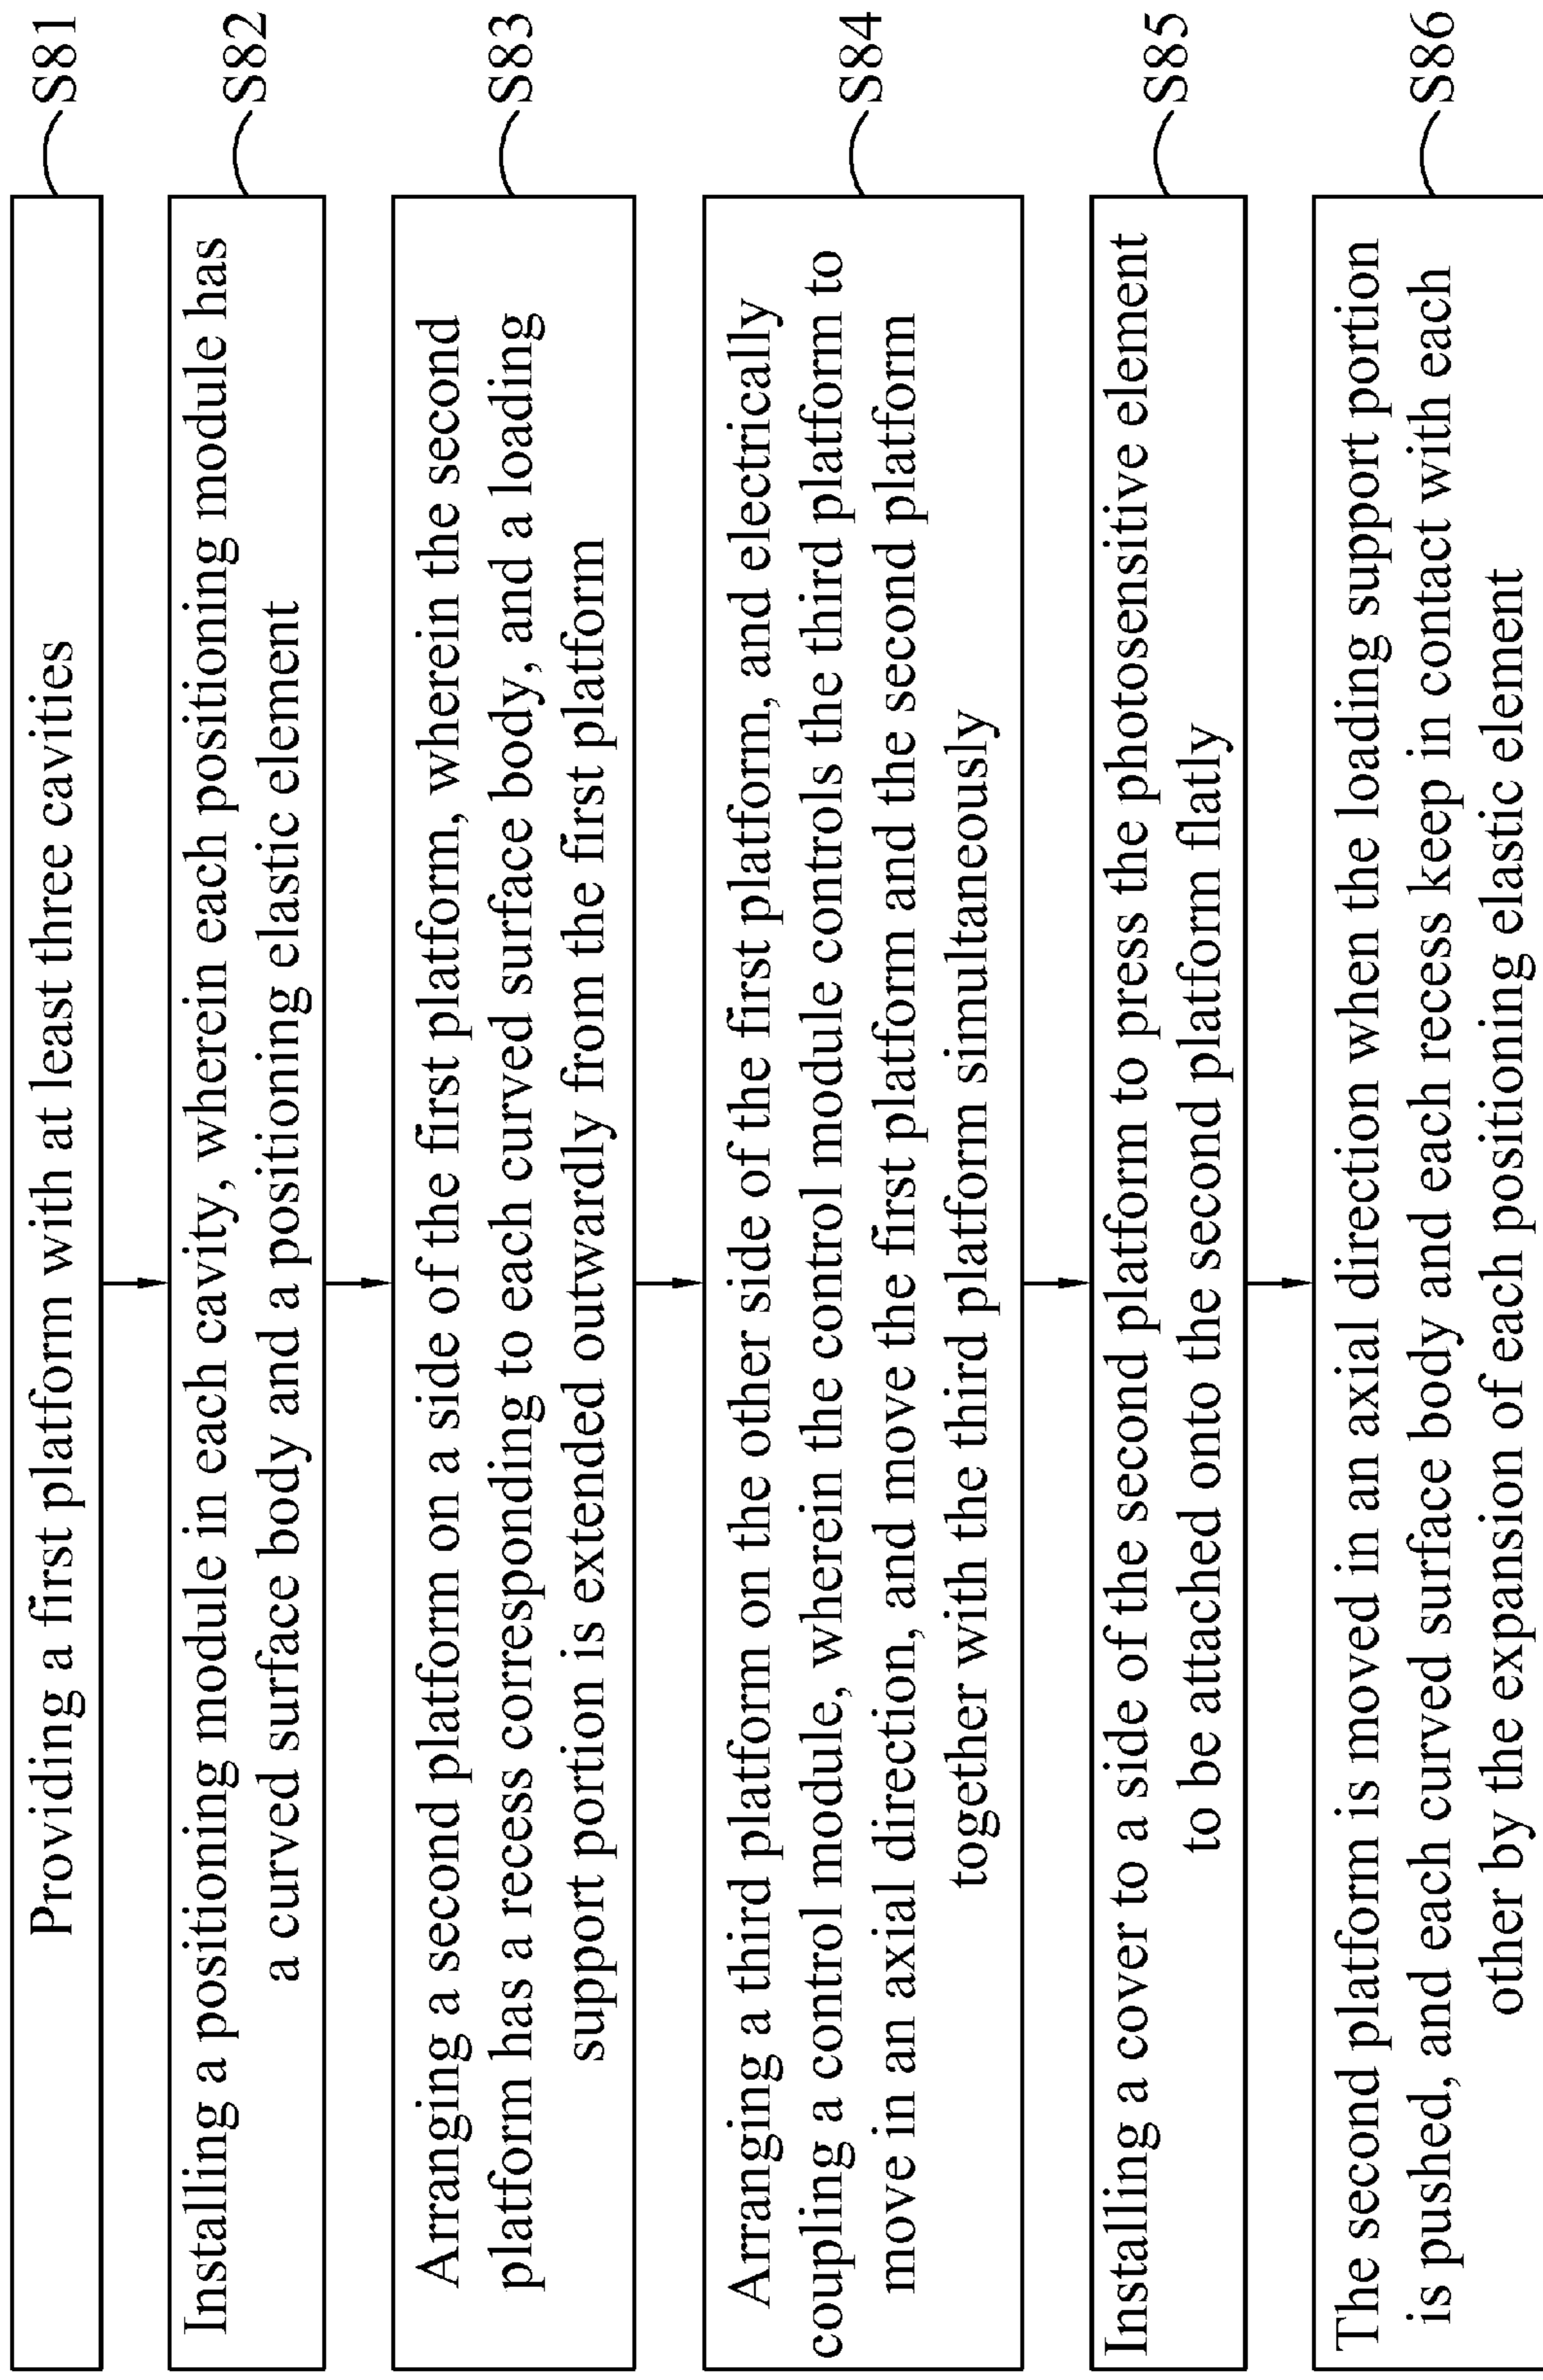 Providing a first platform with at least three cavities
S81
Installing a positioning module in each cavity, wherein each positioning module has
a curved surface body and a positioning elastic element
S82
Arranging a second platform on a side of the first platform, wherein the second
platform has a recess corresponding to each curved surface body, and a loading
support portion is extended outwardly from the first platform
S83
Arranging a third platform on the other side of the first platform, and electrically
coupling a control module, wherein the control module controls the third platform to
move in an axial direction, and move the first platform and the second platform
together with the third platform simultaneously
S84
Installing a cover to a side of the second platform to press the photosensitive element
to be attached onto the second platform flatly
S85
The second platform is moved in an axial direction when the loading support portion
is pushed, and each curved surface body and each recess keep in contact with each
other by the expansion of each positioning elastic element
S86